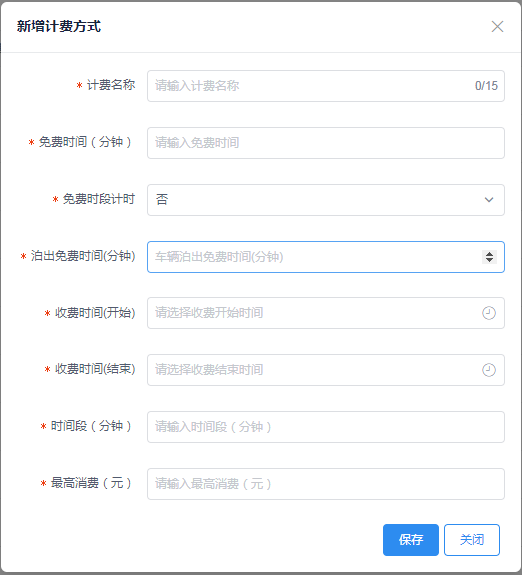 新增计费方式
* 计费名称 请输入计费名称 0/15
* 免费时间（分钟） 请输入免费时间
* 免费时段计时 否
* 泊出免费时间(分钟) 车辆泊出免费时间(分钟)
* 收费时间(开始) 请选择收费开始时间
* 收费时间(结束) 请选择收费结束时间
* 时间段（分钟） 请输入时间段（分钟）
* 最高消费（元） 请输入最高消费（元）
保存 关闭